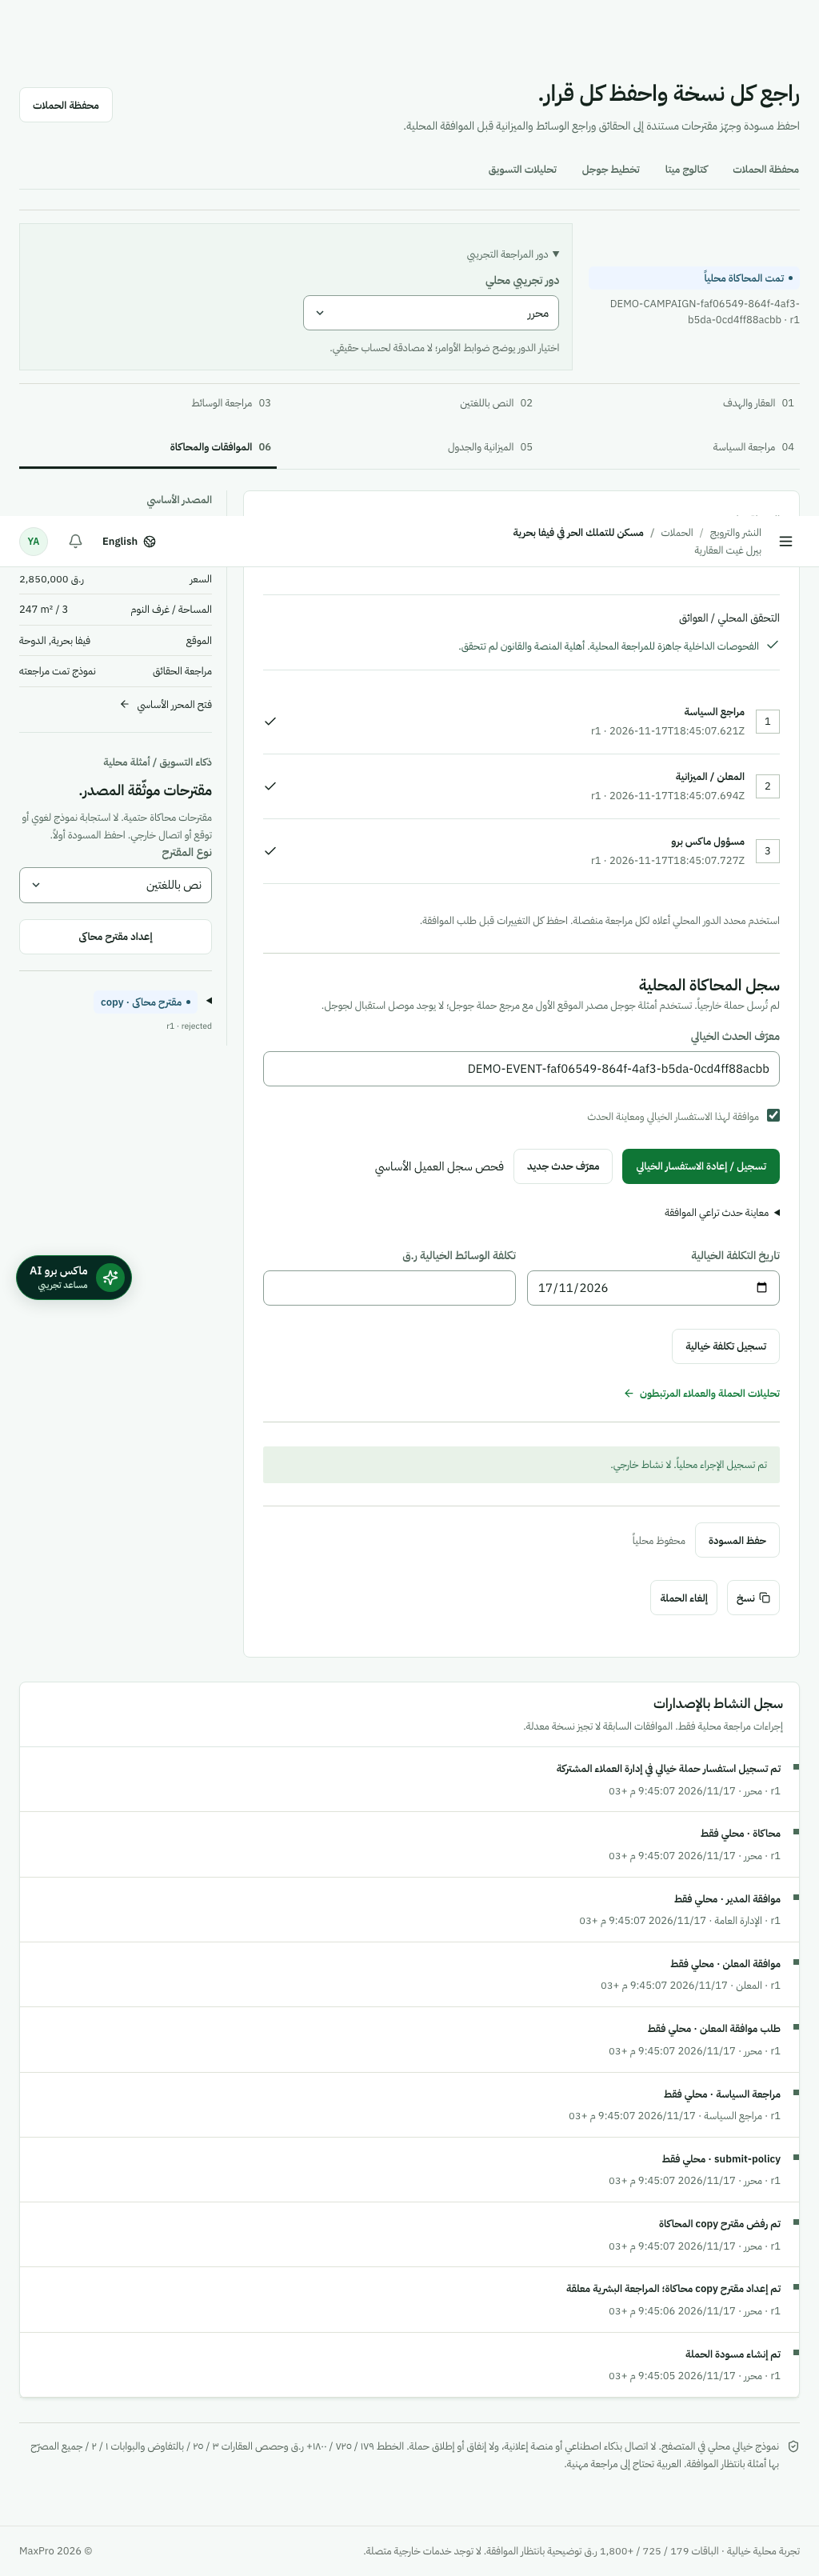 راجع كل نسخة واحفظ كل قرار.
محفظة الحملات
احفظ مسودة وجهّز مقترحات مستندة إلى الحقائق وراجع الوسائط والميزانية قبل الموافقة المحلية.
محفظة الحملات
كتالوج ميتا
تخطيط جوجل
تحليلات التسويق
تمت المحاكاة محلياً
DEMO-CAMPAIGN-faf06549-864f-4af3-
b5da-0cd4ff88acbb · r1
دور المراجعة التجريبي
دور تجريبي محلي
محرر
اختيار الدور يوضح ضوابط الأوامر؛ لا مصادقة لحساب حقيقي.
01 العقار والهدف
02 النص باللغتين
03 مراجعة الوسائط
04 مراجعة السياسة
05 الميزانية والجدول
06 الموافقات والمحاكاة
النشر والترويج / الحملات / مسكن للتملك الحر في فيفا بحرية
بيرل غيت العقارية
English
YA
التحقق المحلي / العوائق
الفحوصات الداخلية جاهزة للمراجعة المحلية. أهلية المنصة والقانون لم تتحقق.
1
مراجع السياسة
r1 · 2026-11-17T18:45:07.621Z
2
المعلن / الميزانية
r1 · 2026-11-17T18:45:07.694Z
3
مسؤول ماكس برو
r1 · 2026-11-17T18:45:07.727Z
استخدم محدد الدور المحلي أعلاه لكل مراجعة منفصلة. احفظ كل التغييرات قبل طلب الموافقة.
سجل المحاكاة المحلية
لم تُرسل حملة خارجياً. تستخدم أمثلة جوجل مصدر الموقع الأول مع مرجع حملة جوجل؛ لا يوجد موصل استقبال لجوجل.
معرّف الحدث الخيالي
DEMO-EVENT-faf06549-864f-4af3-b5da-0cd4ff88acbb
موافقة لهذا الاستفسار الخيالي ومعاينة الحدث
تسجيل / إعادة الاستفسار الخيالي
معرّف حدث جديد
فحص سجل العميل الأساسي
معاينة حدث تراعي الموافقة
تاريخ التكلفة الخيالية
تكلفة الوسائط الخيالية ر.ق
17/11/2026
تسجيل تكلفة خيالية
تحليلات الحملة والعملاء المرتبطون
تم تسجيل الإجراء محلياً. لا نشاط خارجي.
حفظ المسودة
محفوظ محلياً
نسخ
إلغاء الحملة
المصدر الأساسي
السعر
ر.ق 2,850,000
المساحة / غرف النوم
247 m² / 3
الموقع
فيفا بحرية, الدوحة
مراجعة الحقائق
نموذج تمت مراجعته
فتح المحرر الأساسي
ذكاء التسويق / أمثلة محلية
مقترحات موثّقة المصدر.
مقترحات محاكاة حتمية. لا استجابة نموذج لغوي أو
توقع أو اتصال خارجي. احفظ المسودة أولاً.
نوع المقترح
نص باللغتين
إعداد مقترح محاكى
مقترح محاكى · copy
r1 · rejected
ماكس برو AI
مساعد تجريبي
سجل النشاط بالإصدارات
إجراءات مراجعة محلية فقط. الموافقات السابقة لا تجيز نسخة معدلة.
تم تسجيل استفسار حملة خيالي في إدارة العملاء المشتركة
r1 · محرر · 2026/11/17 9:45:07 م +03
محاكاة · محلي فقط
r1 · محرر · 2026/11/17 9:45:07 م +03
موافقة المدير · محلي فقط
r1 · الإدارة العامة · 2026/11/17 9:45:07 م +03
موافقة المعلن · محلي فقط
r1 · المعلن · 2026/11/17 9:45:07 م +03
طلب موافقة المعلن · محلي فقط
r1 · محرر · 2026/11/17 9:45:07 م +03
مراجعة السياسة · محلي فقط
r1 · مراجع السياسة · 2026/11/17 9:45:07 م +03
submit-policy · محلي فقط
r1 · محرر · 2026/11/17 9:45:07 م +03
تم رفض مقترح copy المحاكاة
r1 · محرر · 2026/11/17 9:45:07 م +03
تم إعداد مقترح copy محاكاة؛ المراجعة البشرية معلقة
r1 · محرر · 2026/11/17 9:45:06 م +03
تم إنشاء مسودة الحملة
r1 · محرر · 2026/11/17 9:45:05 م +03
نموذج خيالي محلي في المتصفح. لا اتصال بذكاء اصطناعي أو منصة إعلانية، ولا إنفاق أو إطلاق حملة. الخطط ١٧٩ / ٧٢٥ / ١٨٠٠+ ر.ق وحصص العقارات ٣ / ٢٥ / بالتفاوض والبوابات ١ / ٢ / جميع المصرّح
بها أمثلة بانتظار الموافقة. العربية تحتاج إلى مراجعة مهنية.
تجربة محلية خيالية · الباقات 179 / 725 / +1,800 ر.ق توضيحية بانتظار الموافقة. لا توجد خدمات خارجية متصلة.
© 2026 MaxPro